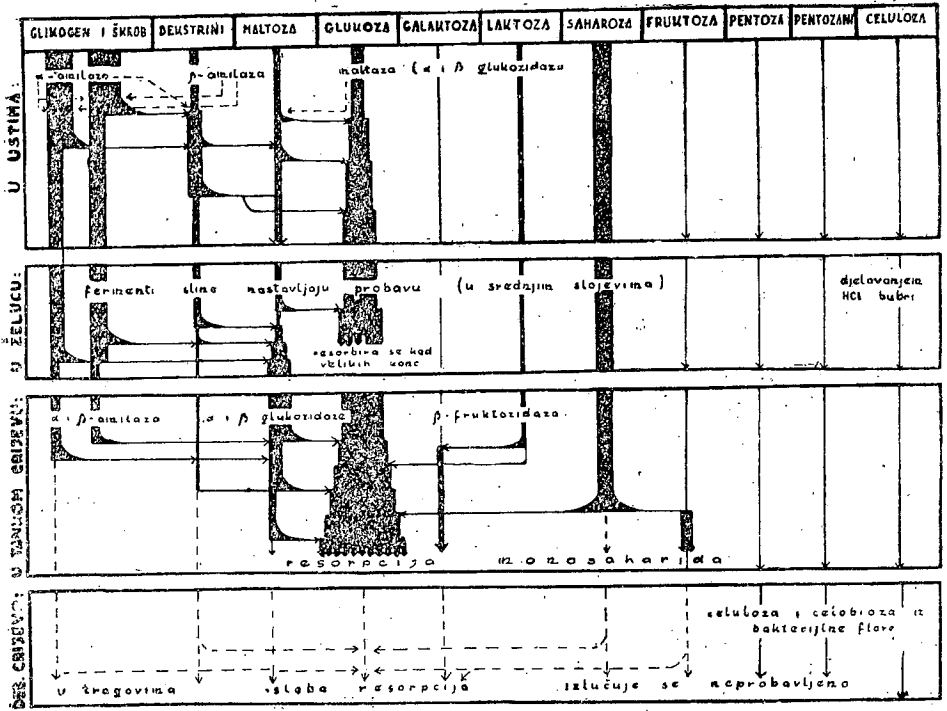 GLIKOGEN I ŠKROB DEKSTRINI MALTOZA GLUKOZA GALAKTOZA LAKTOZA SAHAROZA FRUKTOZA PENTOZA PENTOZANI CELULOZA
U USTIMA:
α-amilaza β-amilaza maltaza (α i β glukozidaza
U ŽELUCU:
fermenti sline nastavljaju probavu (u srednjim slojevima)
djelovanjem
HCl bubri
resorbira se kod
velikih konc
U TANKOM CRIJEVU:
α i β-amilaza α i β glukozidaze β-fruktozidaza
resorpcija monosaharida
DEB. CRIJEVO:
celuloza i celobioza iz
bakterijlne flore
u tragovima slaba resorpcija izlučuje se neprobavljeno